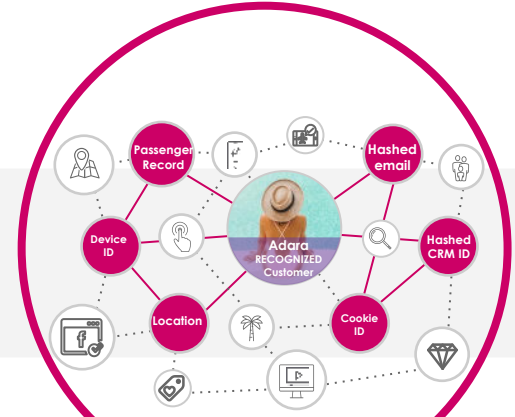 Passenger
Record
Hashed
email
Device
ID
Adara
RECOGNIZED
Customer
Hashed
CRM ID
Location
Cookie
ID
f